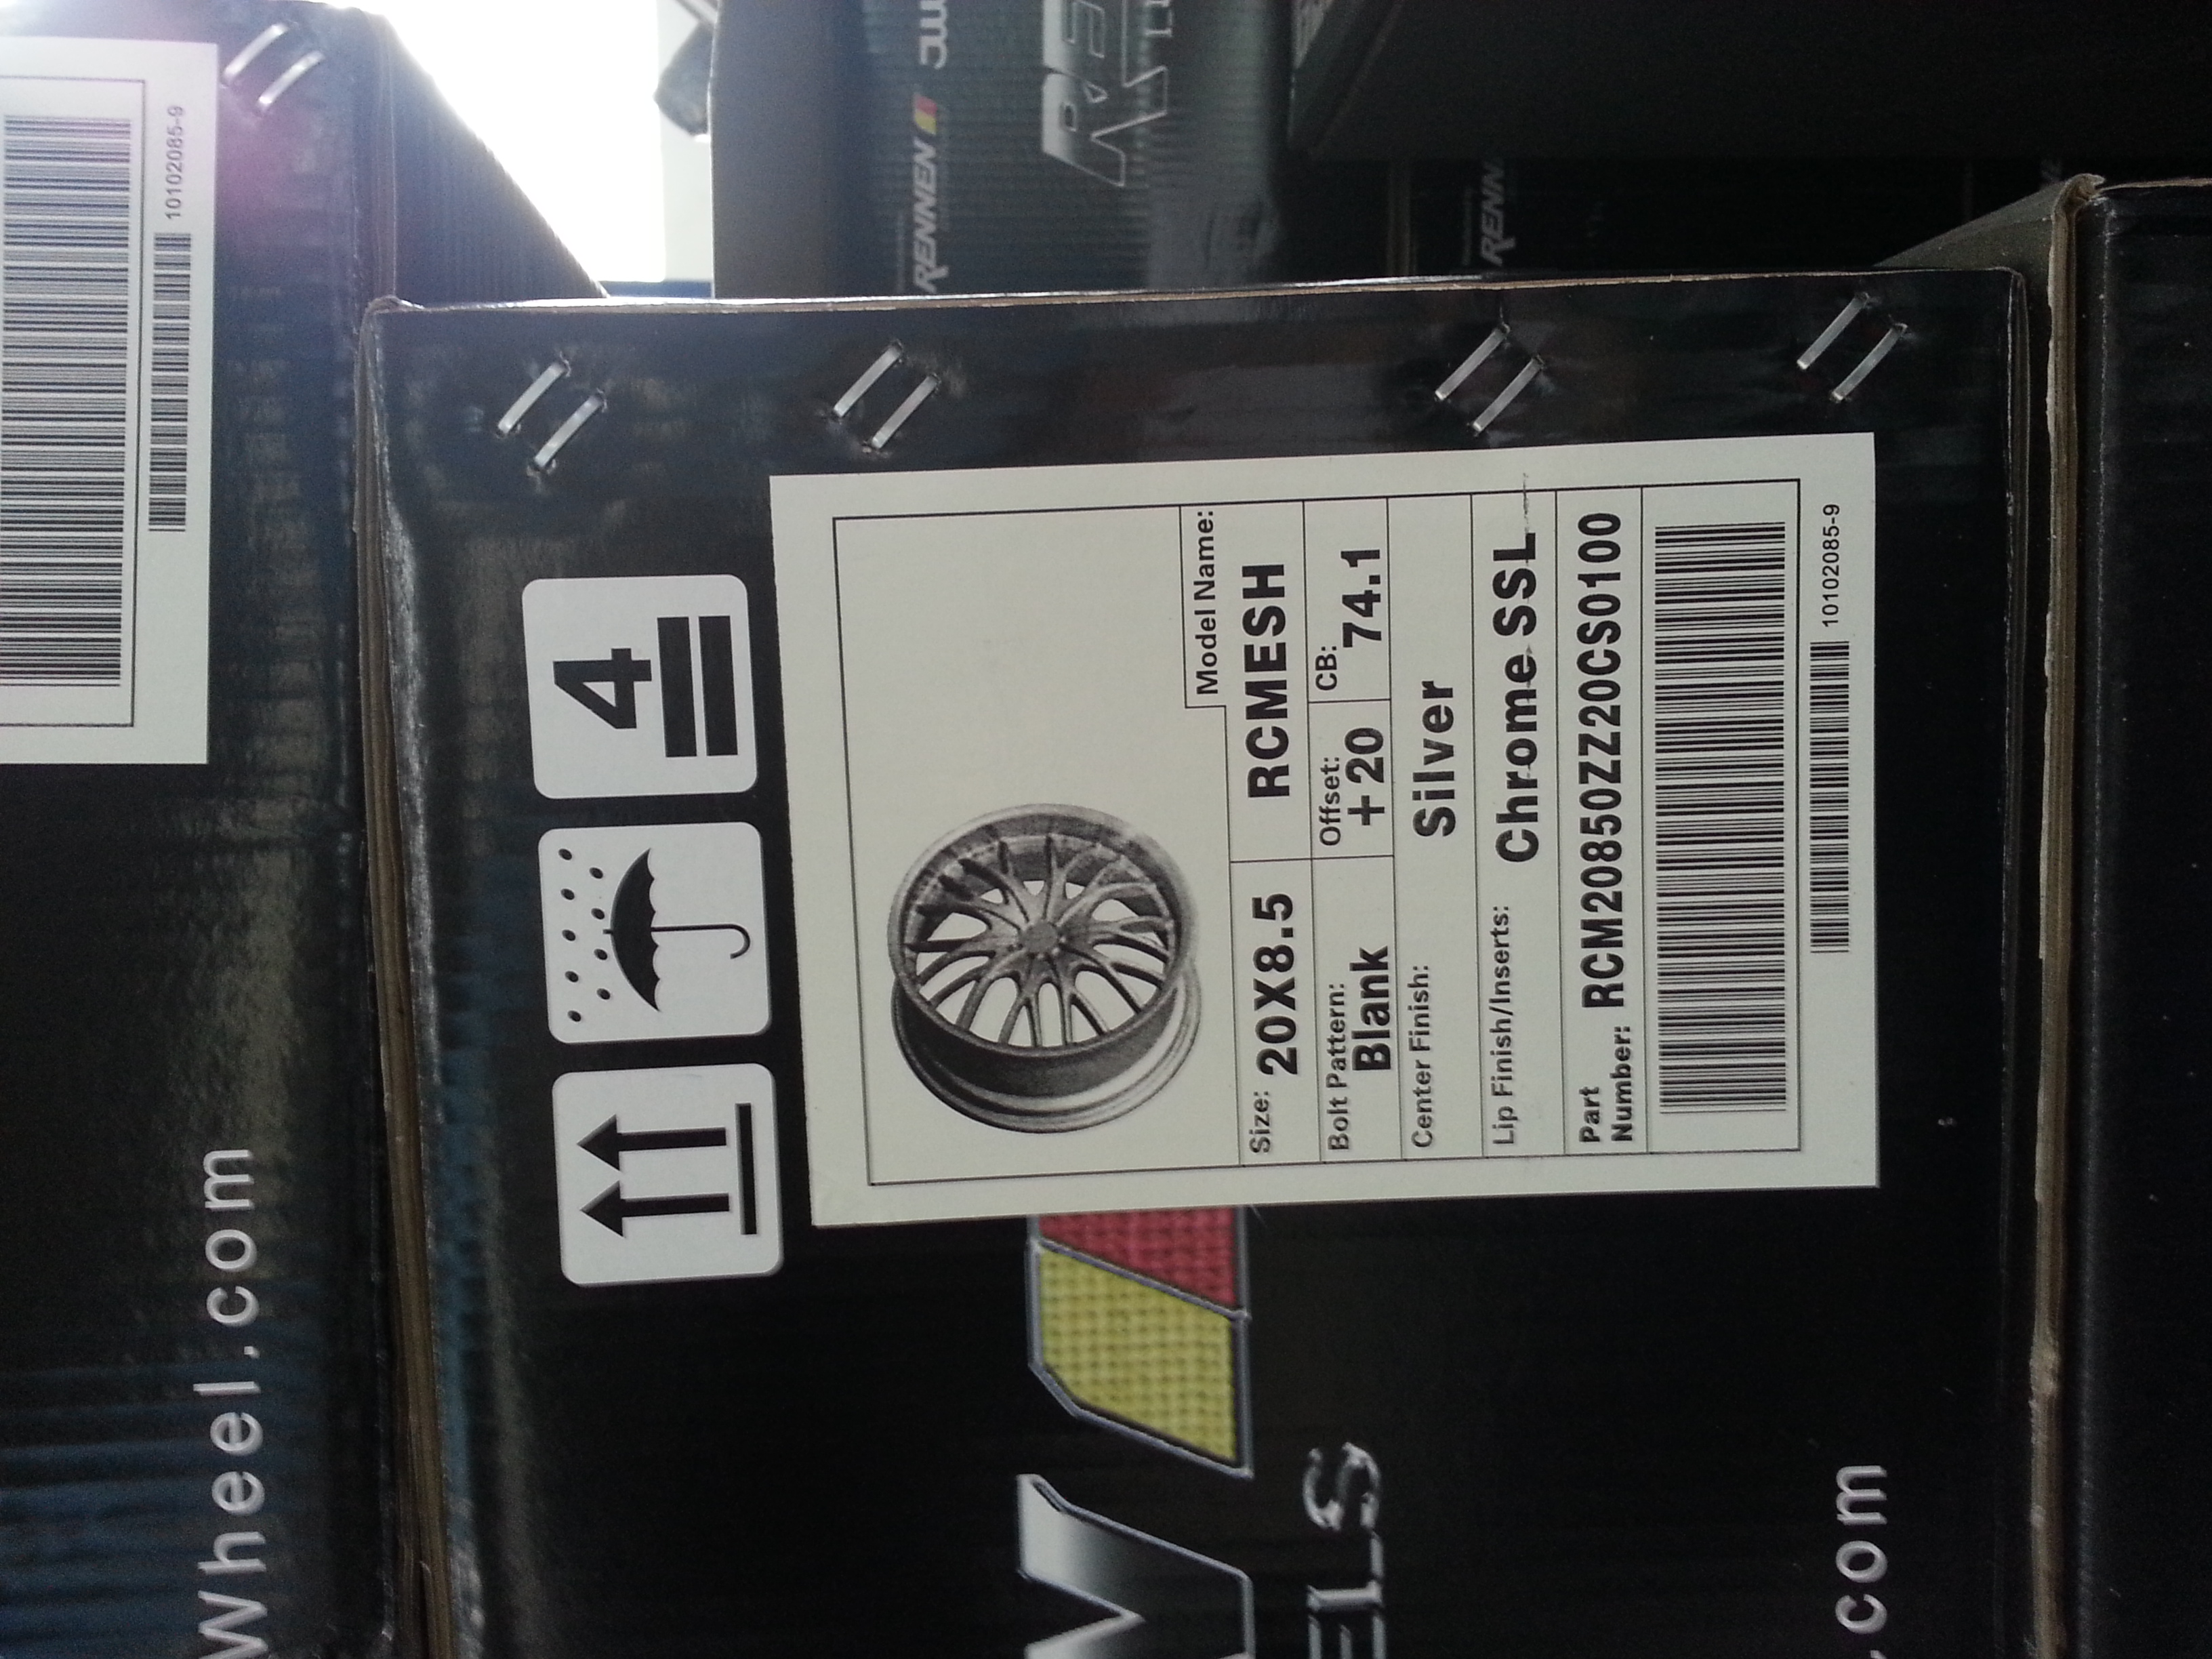 10102085-9
wheel.com
RENNEN
4
Model Name:
Size: 20X8.5 RCMESH
Bolt Pattern: Offset: CB:
Blank +20 74.1
Center Finish: Silver
Lip Finish/Inserts: Chrome SSL
Part
Number: RCM20850ZZ20CS0100
10102085-9
.com